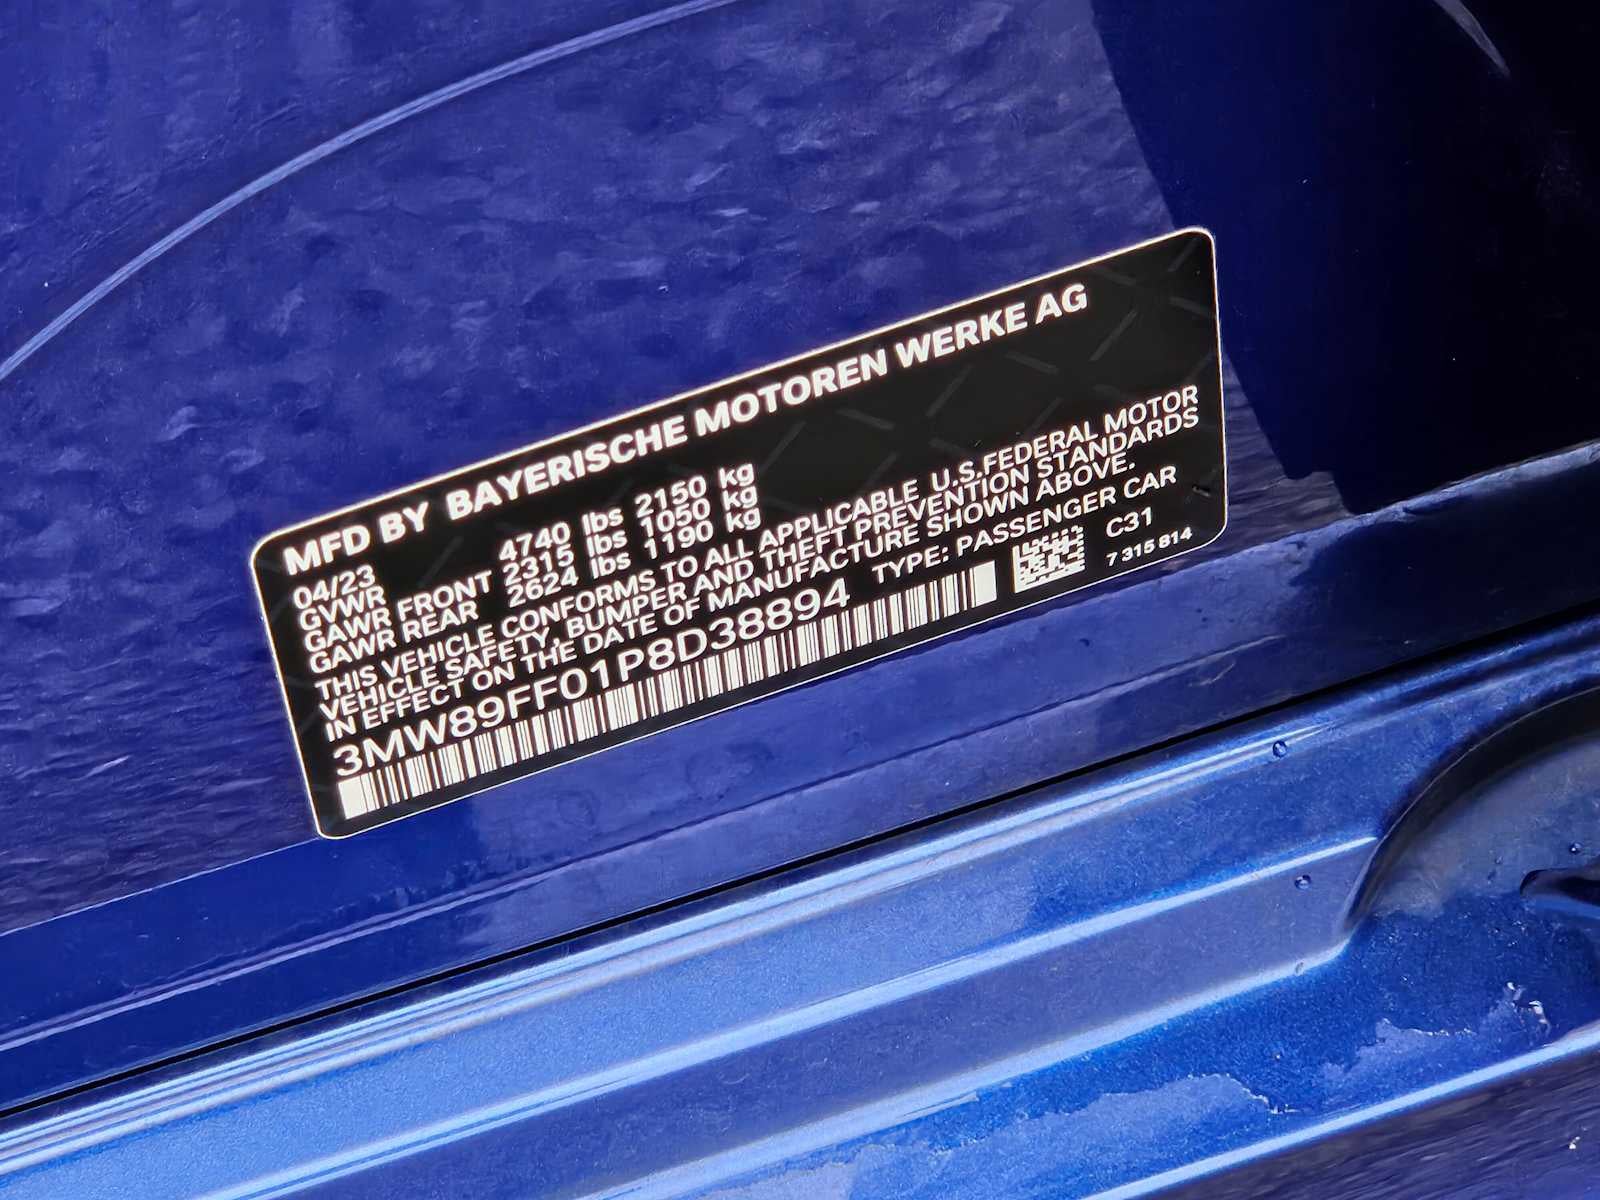 MFD BY BAYERISCHE MOTOREN WERKE AG
04/23
GVWR 4740 lbs 2150 kg
GAWR FRONT 2315 lbs 1050 kg
GAWR REAR 2624 lbs 1190 kg
THIS VEHICLE CONFORMS TO ALL APPLICABLE U.S.FEDERAL MOTOR
VEHICLE SAFETY, BUMPER AND THEFT PREVENTION STANDARDS
IN EFFECT ON THE DATE OF MANUFACTURE SHOWN ABOVE.
3MW89FF01P8D38894 TYPE: PASSENGER CAR
C31
7 315 814